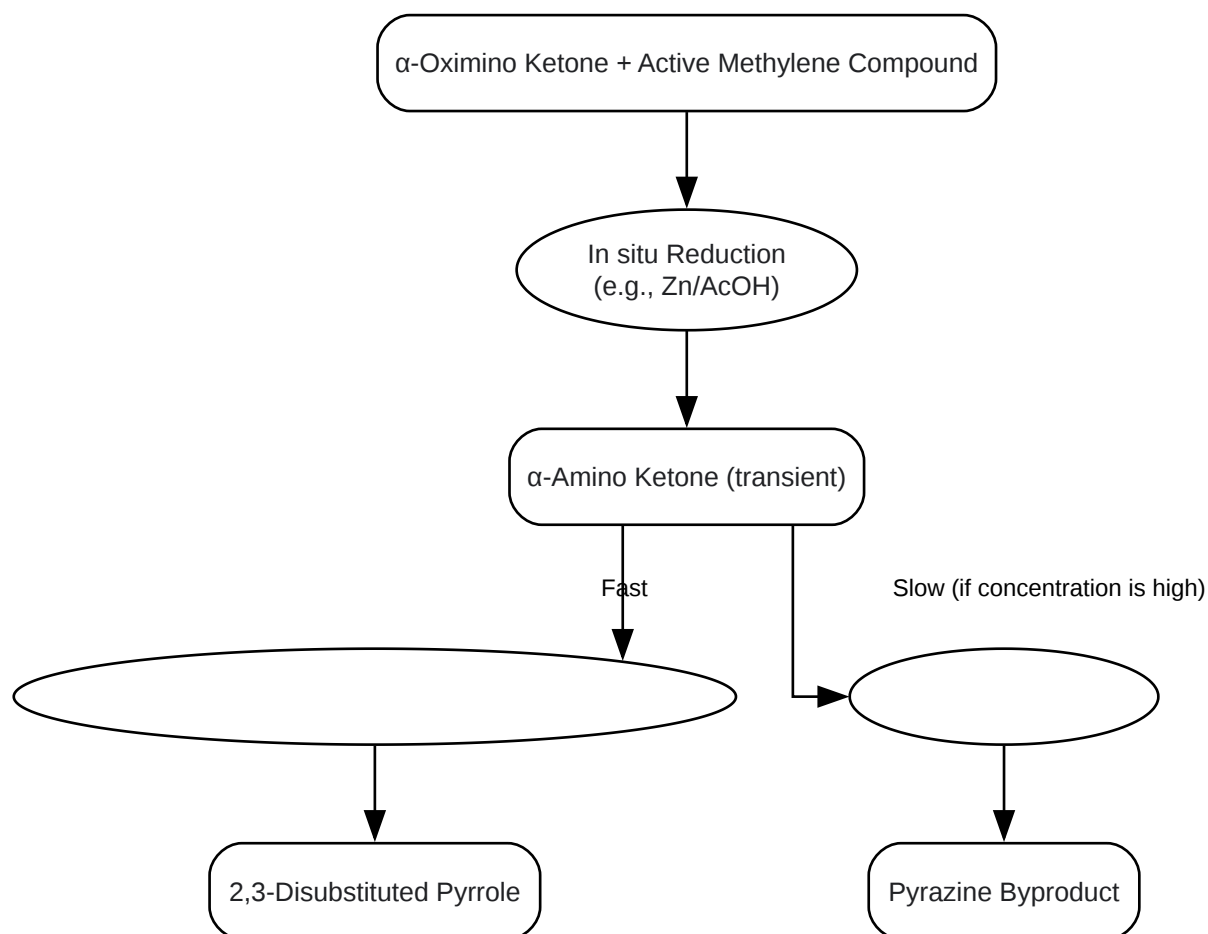 α-Oximino Ketone + Active Methylene Compound
In situ Reduction
(e.g., Zn/AcOH)
α-Amino Ketone (transient)
Fast
Slow (if concentration is high)
2,3-Disubstituted Pyrrole
Pyrazine Byproduct